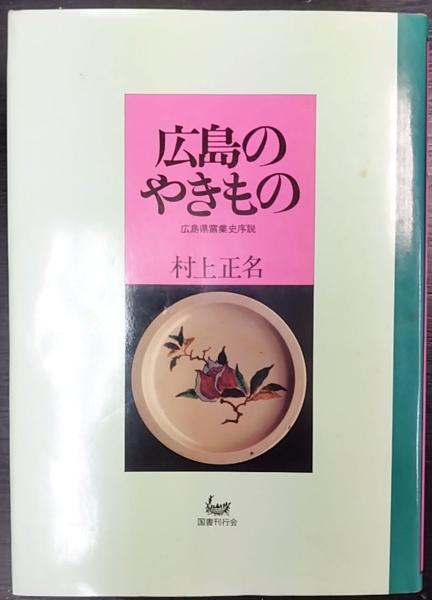 広島の
やきもの
広島県窯業史序説
村上正名
国書刊行会